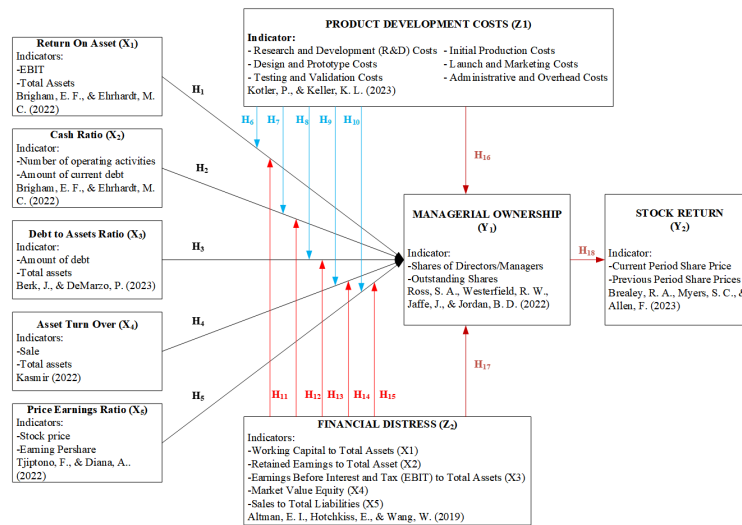 PRODUCT DEVELOPMENT COSTS (Z1)
Indicator:
- Research and Development (R&D) Costs
- Design and Prototype Costs
- Testing and Validation Costs
- Initial Production Costs
- Launch and Marketing Costs
- Administrative and Overhead Costs
Kotler, P., & Keller, K. L. (2023)
Return On Asset (X₁)
Indicators:
-EBIT
-Total Assets
Brigham, E. F., & Ehrhardt, M.
C. (2022)
Cash Ratio (X₂)
Indicator:
-Number of operating activities
-Amount of current debt
Brigham, E. F., & Ehrhardt, M.
C. (2022)
Debt to Assets Ratio (X₃)
Indicator:
-Amount of debt
-Total assets
Berk, J., & DeMarzo, P. (2023)
Asset Turn Over (X₄)
Indicators:
-Sale
-Total assets
Kasmir (2022)
Price Earnings Ratio (X₅)
Indicators:
-Stock price
-Earning Pershare
Tjiptono, F., & Diana, A..
(2022)
H₁
H₂
H₃
H₄
H₅
H₆
H₇
H₈
H₉
H₁₀
H₁₁
H₁₂
H₁₃
H₁₄
H₁₅
H₁₆
H₁₇
H₁₈
MANAGERIAL OWNERSHIP
(Y₁)
Indicator:
-Shares of Directors/Managers
-Outstanding Shares
Ross, S. A., Westerfield, R. W.,
Jaffe, J., & Jordan, B. D. (2022)
STOCK RETURN
(Y₂)
Indicator:
-Current Period Share Price
-Previous Period Share Prices
Brealey, R. A., Myers, S. C., &
Allen, F. (2023)
FINANCIAL DISTRESS (Z₂)
Indicators:
-Working Capital to Total Assets (X1)
-Retained Earnings to Total Asset (X2)
-Earnings Before Interest and Tax (EBIT) to Total Assets (X3)
-Market Value Equity (X4)
-Sales to Total Liabilities (X5)
Altman, E. I., Hotchkiss, E., & Wang, W. (2019)